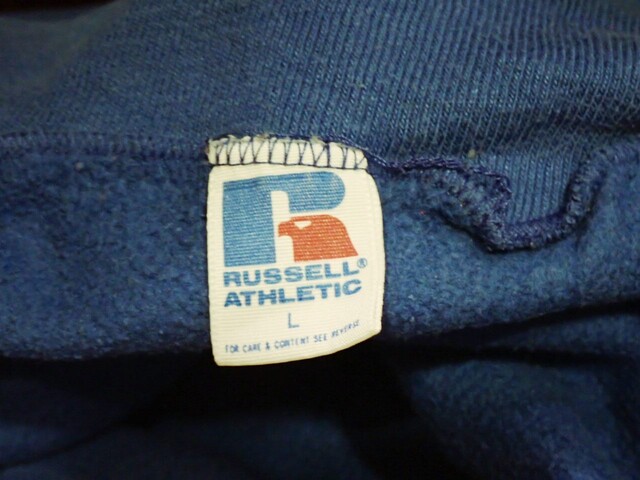 RUSSELL®
ATHLETIC
L
FOR CARE & CONTENT SEE REVERSE